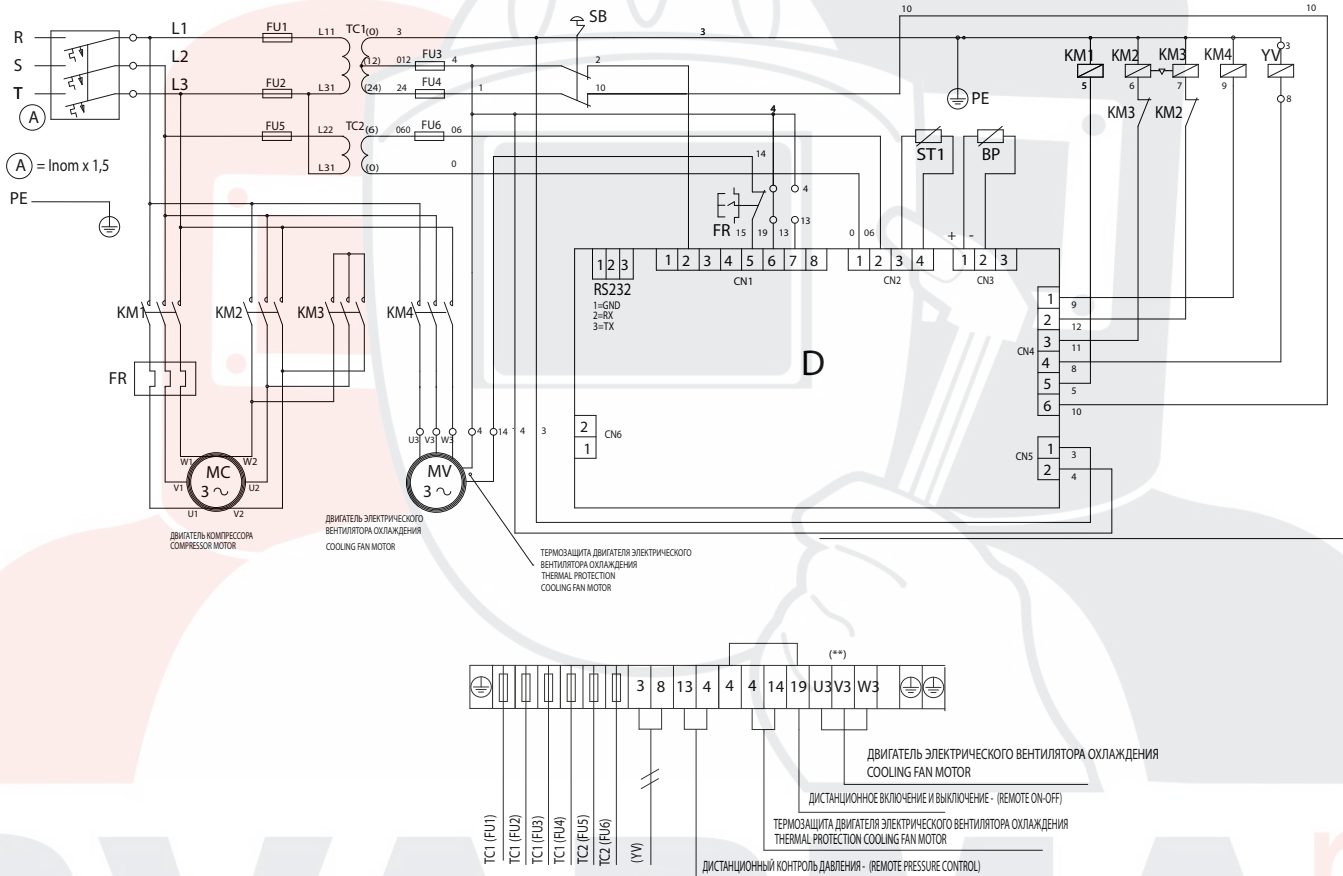 10
10
SB
R
L1
FU1
L11
TC1
(0)
3
3
S
L2
(12)
012
FU3
4
2
KM1
KM2
KM3
KM4
3
YV
T
L3
FU2
L31
(24)
24
FU4
1
10
5
6
7
9
8
A
PE
KM3
KM2
FU5
L22
TC2
(6)
060
FU6
06
4
ST1
BP
A = Inom x 1,5
L31
(0)
0
14
4
PE
FR
15
19
13
13
0
06
+
-
1 2 3
1 2 3 4 5 6 7 8
1 2 3 4
1 2 3
RS232
CN1
CN2
CN3
1=GND
2=RX
3=TX
KM1
KM2
KM3
KM4
D
CN4
1
9
2
12
3
11
4
8
5
5
6
10
FR
2
1
CN6
U3 V3 W3
4
14
4
3
CN5
1
3
2
4
W1
W2
MC
3
V1
U2
U1
V2
MV
3
ДВИГАТЕЛЬ КОМПРЕССОРА
COMPRESSOR MOTOR
ДВИГАТЕЛЬ ЭЛЕКТРИЧЕСКОГО
ВЕНТИЛЯТОРА ОХЛАЖДЕНИЯ
COOLING FAN MOTOR
ТЕРМОЗАЩИТА ДВИГАТЕЛЯ ЭЛЕКТРИЧЕСКОГО
ВЕНТИЛЯТОРА ОХЛАЖДЕНИЯ
THERMAL PROTECTION
COOLING FAN MOTOR
(**)
3 8 13 4 4 4 14 19 U3 V3 W3
TC1 (FU1)
TC1 (FU2)
TC1 (FU3)
TC1 (FU4)
TC2 (FU5)
TC2 (FU6)
(YV)
ДВИГАТЕЛЬ ЭЛЕКТРИЧЕСКОГО ВЕНТИЛЯТОРА ОХЛАЖДЕНИЯ
COOLING FAN MOTOR
ДИСТАНЦИОННОЕ ВКЛЮЧЕНИЕ И ВЫКЛЮЧЕНИЕ - (REMOTE ON-OFF)
ТЕРМОЗАЩИТА ДВИГАТЕЛЯ ЭЛЕКТРИЧЕСКОГО ВЕНТИЛЯТОРА ОХЛАЖДЕНИЯ
THERMAL PROTECTION COOLING FAN MOTOR
ДИСТАНЦИОННЫЙ КОНТРОЛЬ ДАВЛЕНИЯ - (REMOTE PRESSURE CONTROL)